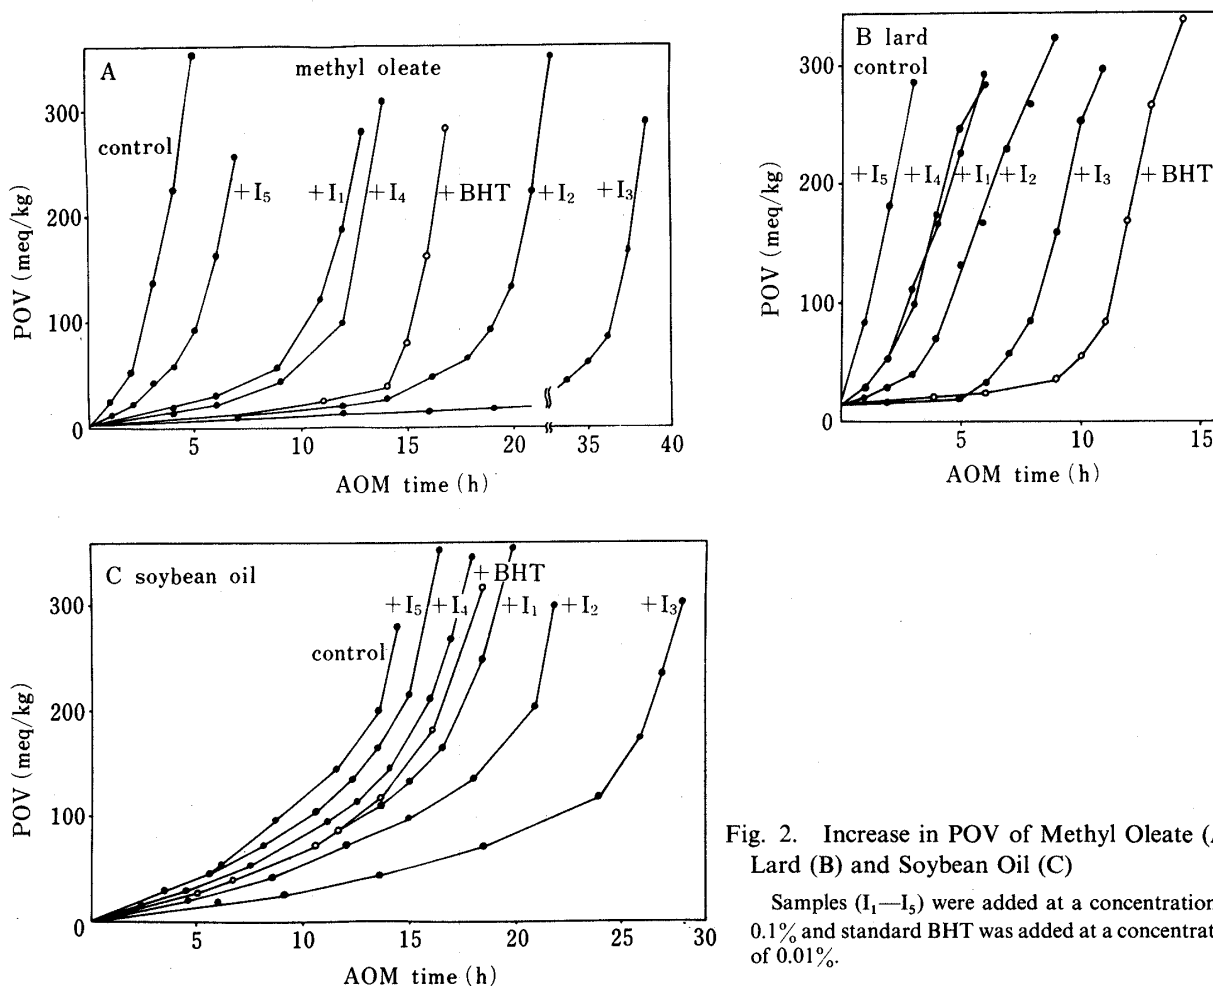 A
methyl oleate
control
+I₅
+I₁
+I₄
+BHT
+I₂
+I₃
300
200
100
0
5
10
15
20
35
40
POV (meq/kg)
AOM time (h)
B lard
control
+I₅
+I₄
+I₁
+I₂
+I₃
+BHT
300
200
100
0
5
10
15
POV (meq/kg)
AOM time (h)
C soybean oil
control
+I₅
+I₄
+BHT
+I₁
+I₂
+I₃
300
200
100
0
5
10
15
20
25
30
POV (meq/kg)
AOM time (h)
Fig. 2. Increase in POV of Methyl Oleate (A
Lard (B) and Soybean Oil (C)
Samples (I₁—I₅) were added at a concentration
0.1% and standard BHT was added at a concentrat
of 0.01%.